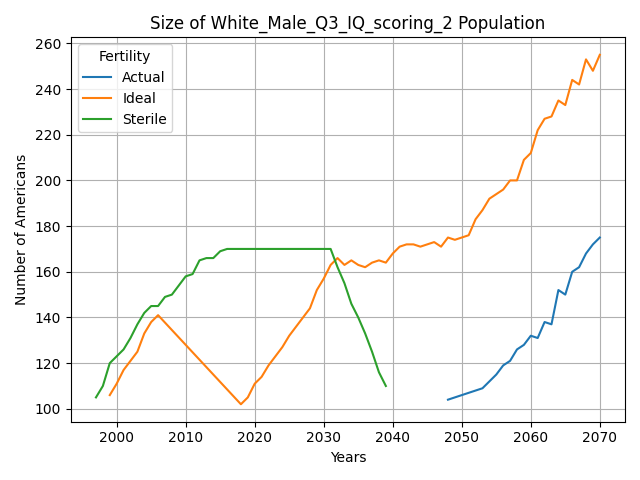 Size of White_Male_Q3_IQ_scoring_2 Population
Fertility
Actual
Ideal
Sterile
Number of Americans
260
240
220
200
180
160
140
120
100
2000
2010
2020
2030
2040
2050
2060
2070
Years